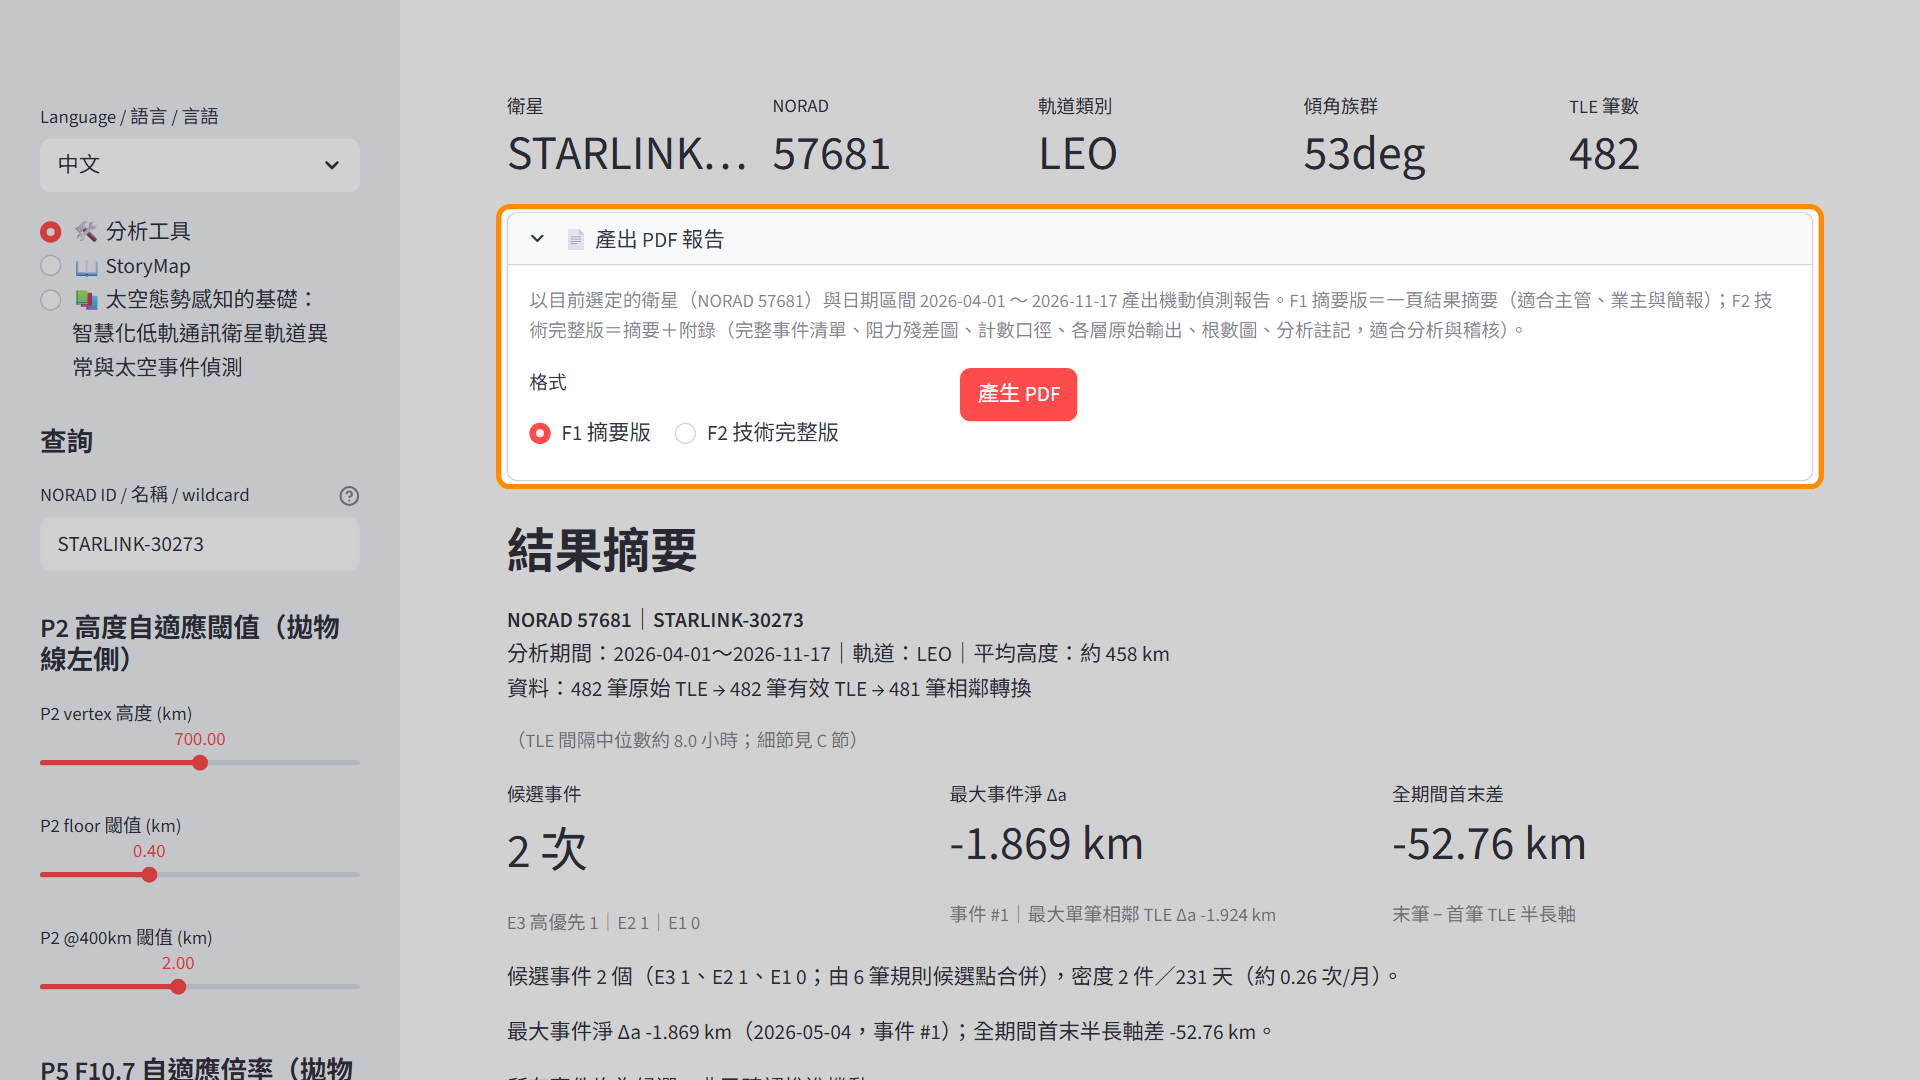 Language / 語言 / 言語
中文
分析工具
StoryMap
太空態勢感知的基礎：
智慧化低軌通訊衛星軌道異
常與太空事件偵測
查詢
NORAD ID / 名稱 / wildcard
STARLINK-30273
P2 高度自適應閾值（拋物
線左側）
P2 vertex 高度 (km)
700.00
P2 floor 閾值 (km)
0.40
P2 @400km 閾值 (km)
2.00
P5 F10.7 自適應倍率（拋物
衛星
STARLINK…
NORAD
57681
軌道類別
LEO
傾角族群
53deg
TLE 筆數
482
產出 PDF 報告
以目前選定的衛星（NORAD 57681）與日期區間 2026-04-01 ～ 2026-11-17 產出機動偵測報告。F1 摘要版＝一頁結果摘要（適合主管、業主與簡報）；F2 技
術完整版＝摘要＋附錄（完整事件清單、阻力殘差圖、計數口徑、各層原始輸出、根數圖、分析註記，適合分析與稽核）。
格式
F1 摘要版
F2 技術完整版
產生 PDF
結果摘要
NORAD 57681｜STARLINK-30273
分析期間：2026-04-01～2026-11-17｜軌道：LEO｜平均高度：約 458 km
資料：482 筆原始 TLE → 482 筆有效 TLE → 481 筆相鄰轉換
（TLE 間隔中位數約 8.0 小時；細節見 C 節）
候選事件
2 次
E3 高優先 1｜E2 1｜E1 0
最大事件淨 Δa
-1.869 km
事件 #1｜最大單筆相鄰 TLE Δa -1.924 km
全期間首末差
-52.76 km
末筆 − 首筆 TLE 半長軸
候選事件 2 個（E3 1、E2 1、E1 0；由 6 筆規則候選點合併），密度 2 件／231 天（約 0.26 次/月）。
最大事件淨 Δa -1.869 km（2026-05-04，事件 #1）；全期間首末半長軸差 -52.76 km。